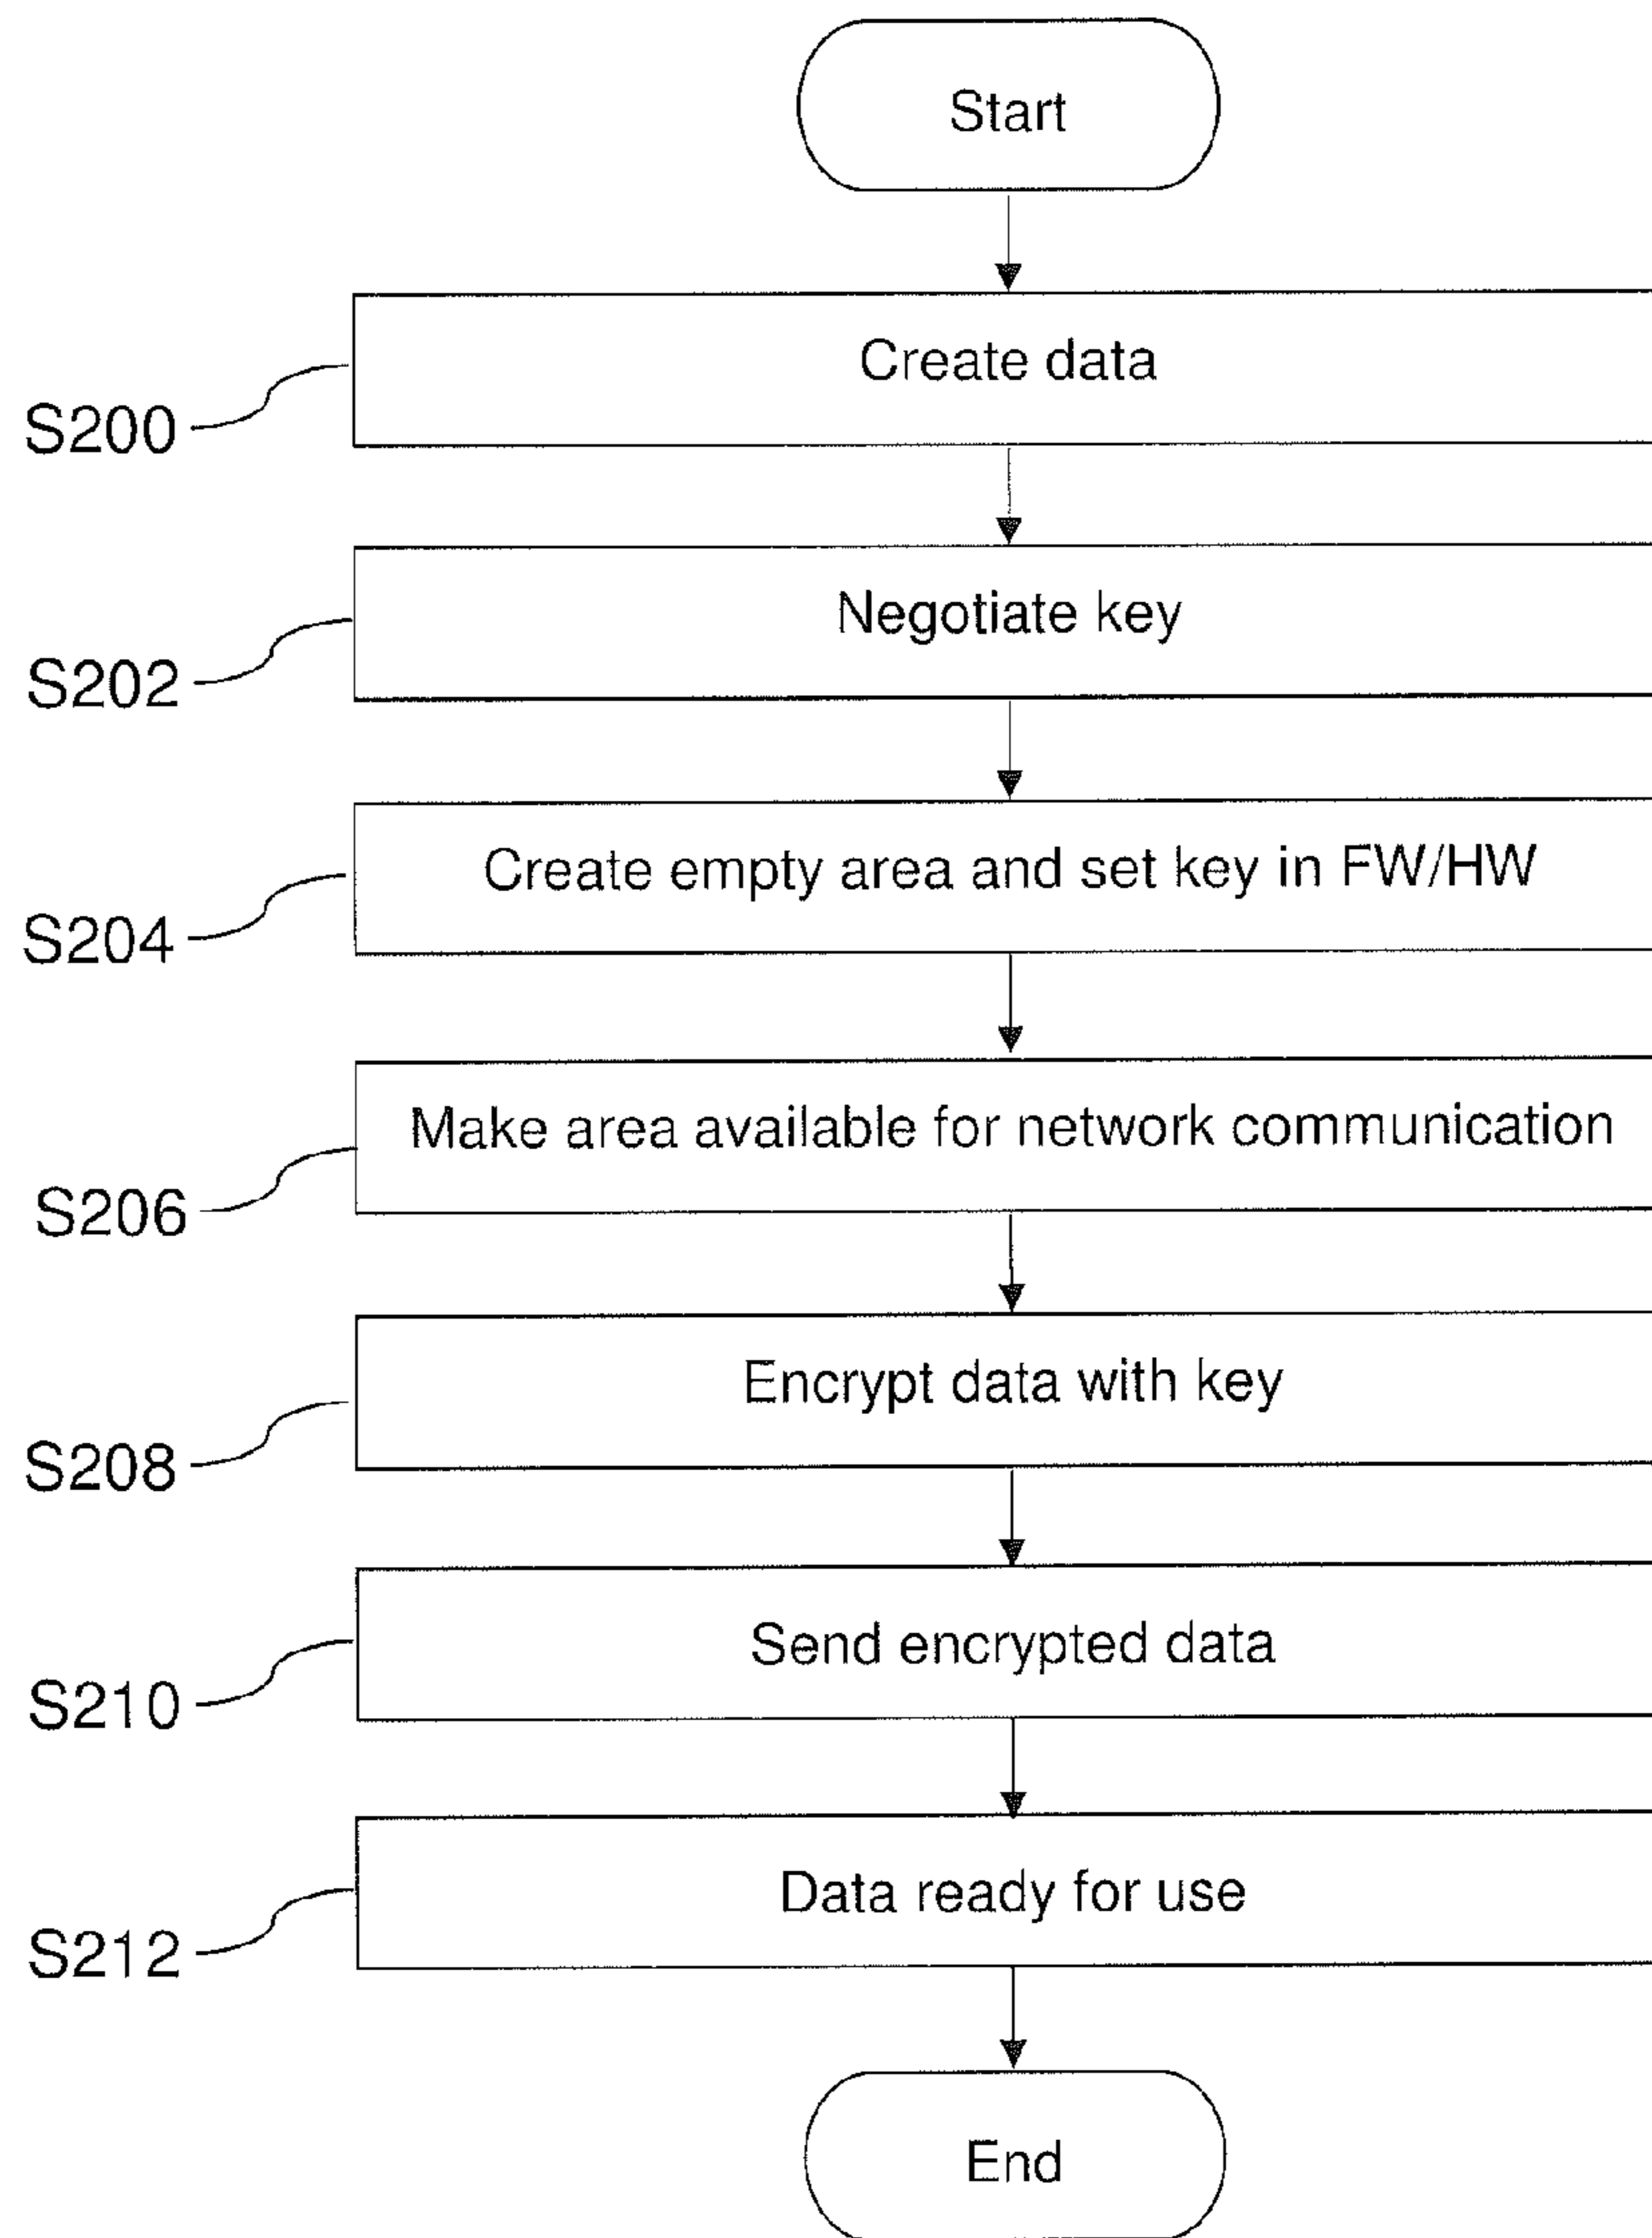 Start
Create data
S200
Negotiate key
S202
Create empty area and set key in FW/HW
S204
Make area available for network communication
S206
Encrypt data with key
S208
Send encrypted data
S210
Data ready for use
S212
End